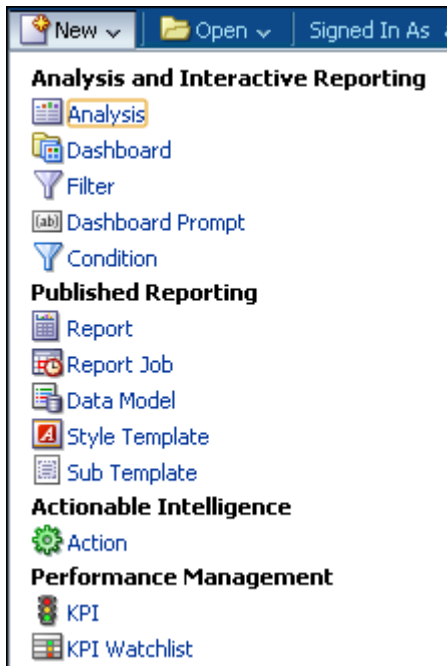 New Open Signed In As
Analysis and Interactive Reporting
Analysis
Dashboard
Filter
(ab) Dashboard Prompt
Condition
Published Reporting
Report
Report Job
Data Model
A Style Template
Sub Template
Actionable Intelligence
Action
Performance Management
KPI
KPI Watchlist